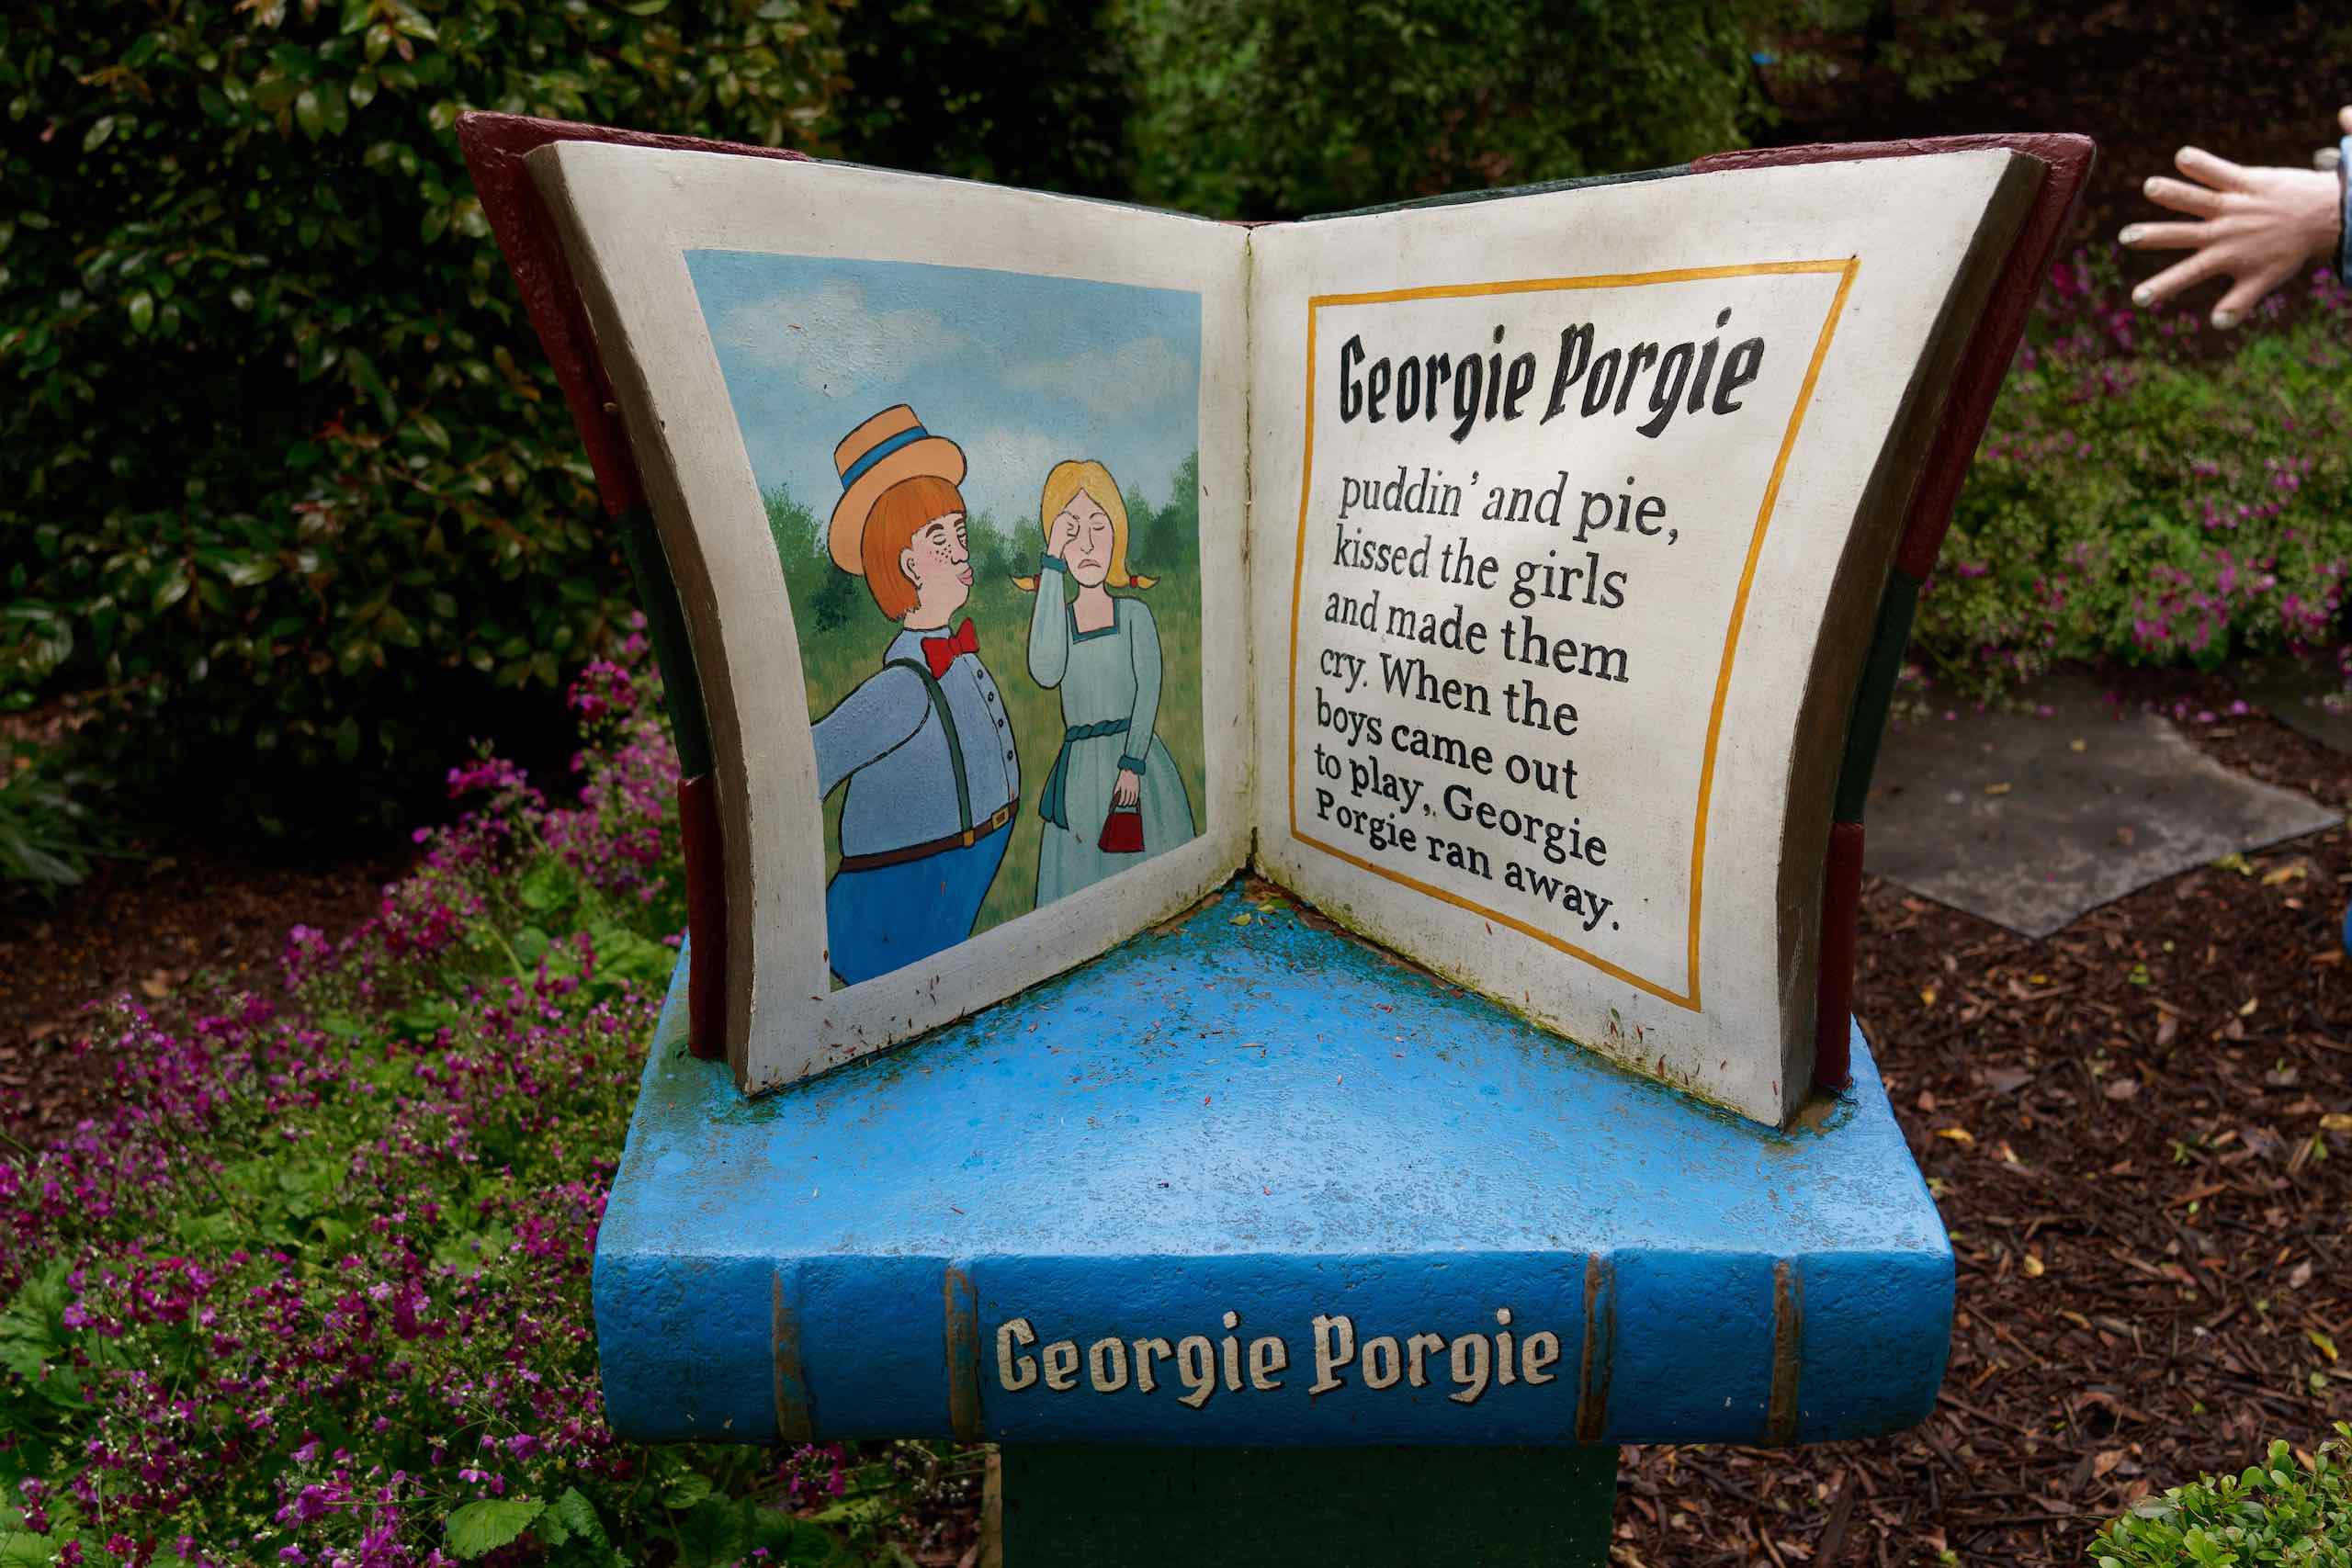 Georgie Porgie
puddin' and pie,
kissed the girls
and made them
cry. When the
boys came out
to play, Georgie
Porgie ran away.
Georgie Porgie